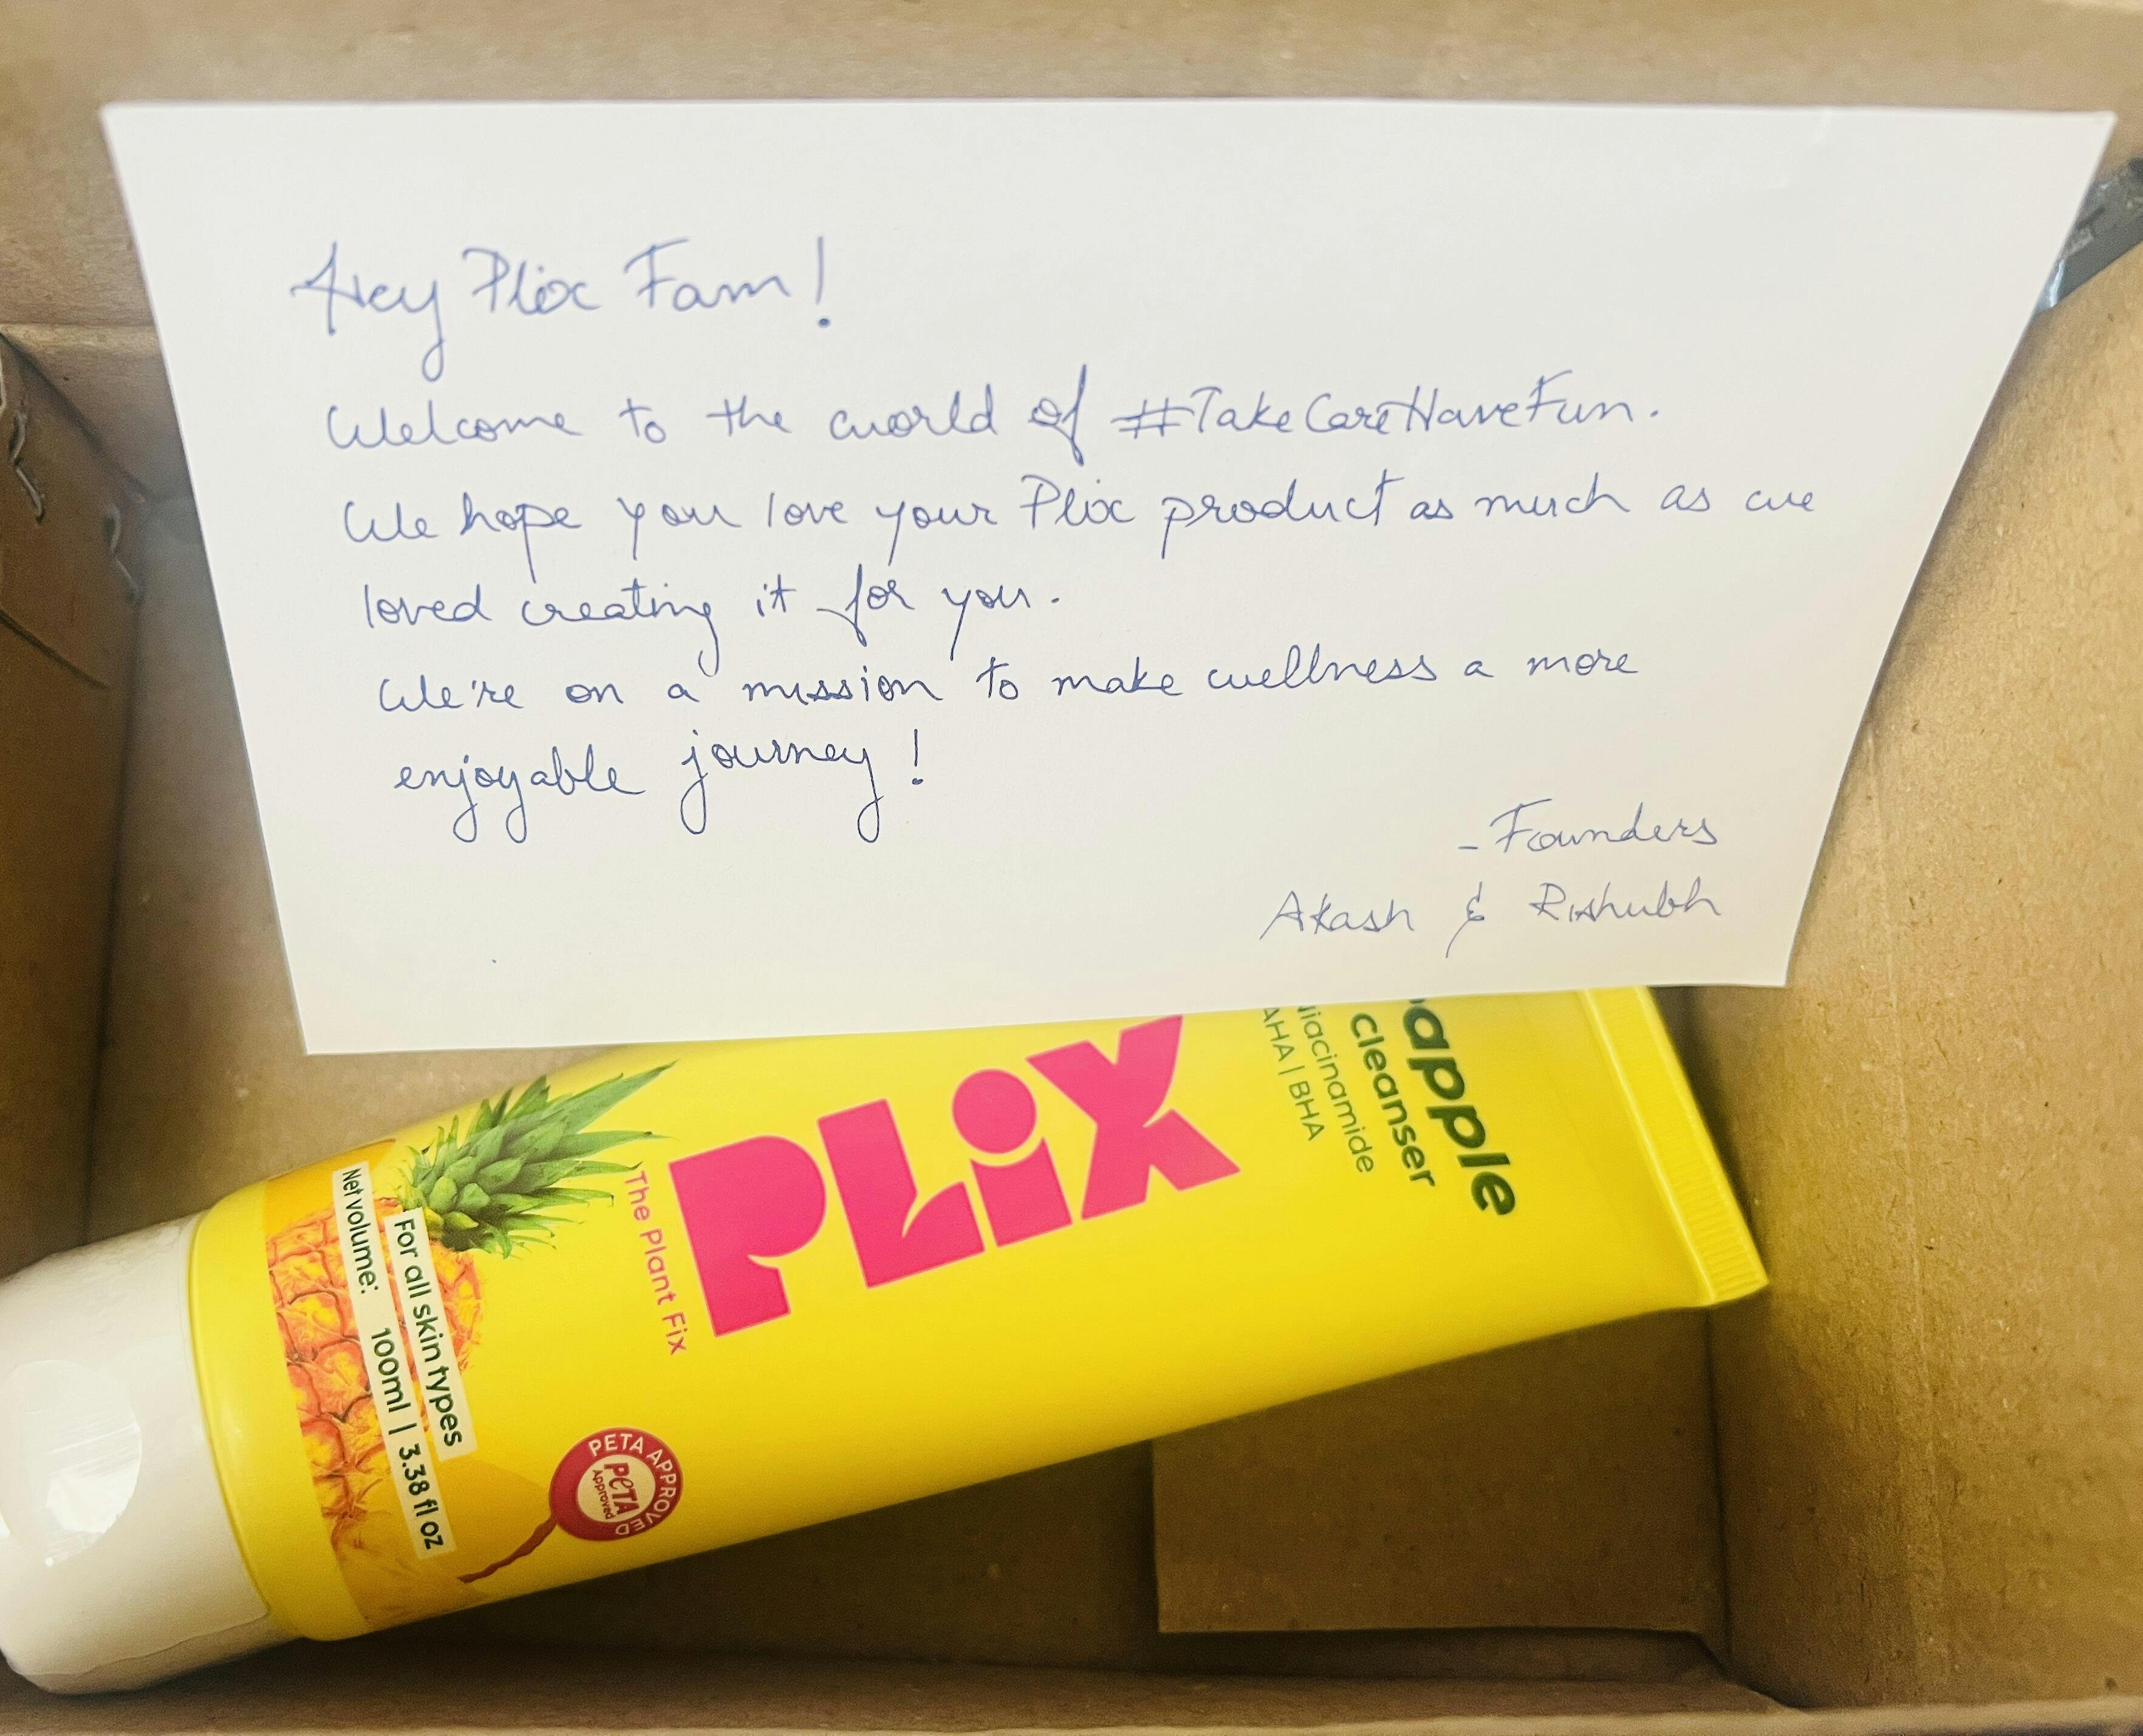 Hey Plix Fam!
Welcome to the world of #TakeCareHaveFun.
We hope you love your Plix product as much as we
loved creating it for you.
We're on a mission to make wellness a more
enjoyable journey!
-Founders
Akash & Rishubh
apple
cleanser
Niacinamide
AHA | BHA
PLiX
The Plant Fix
For all skin types
Net volume: 100ml | 3.38 fl oz
PETA APPROVED
PETA
Approved